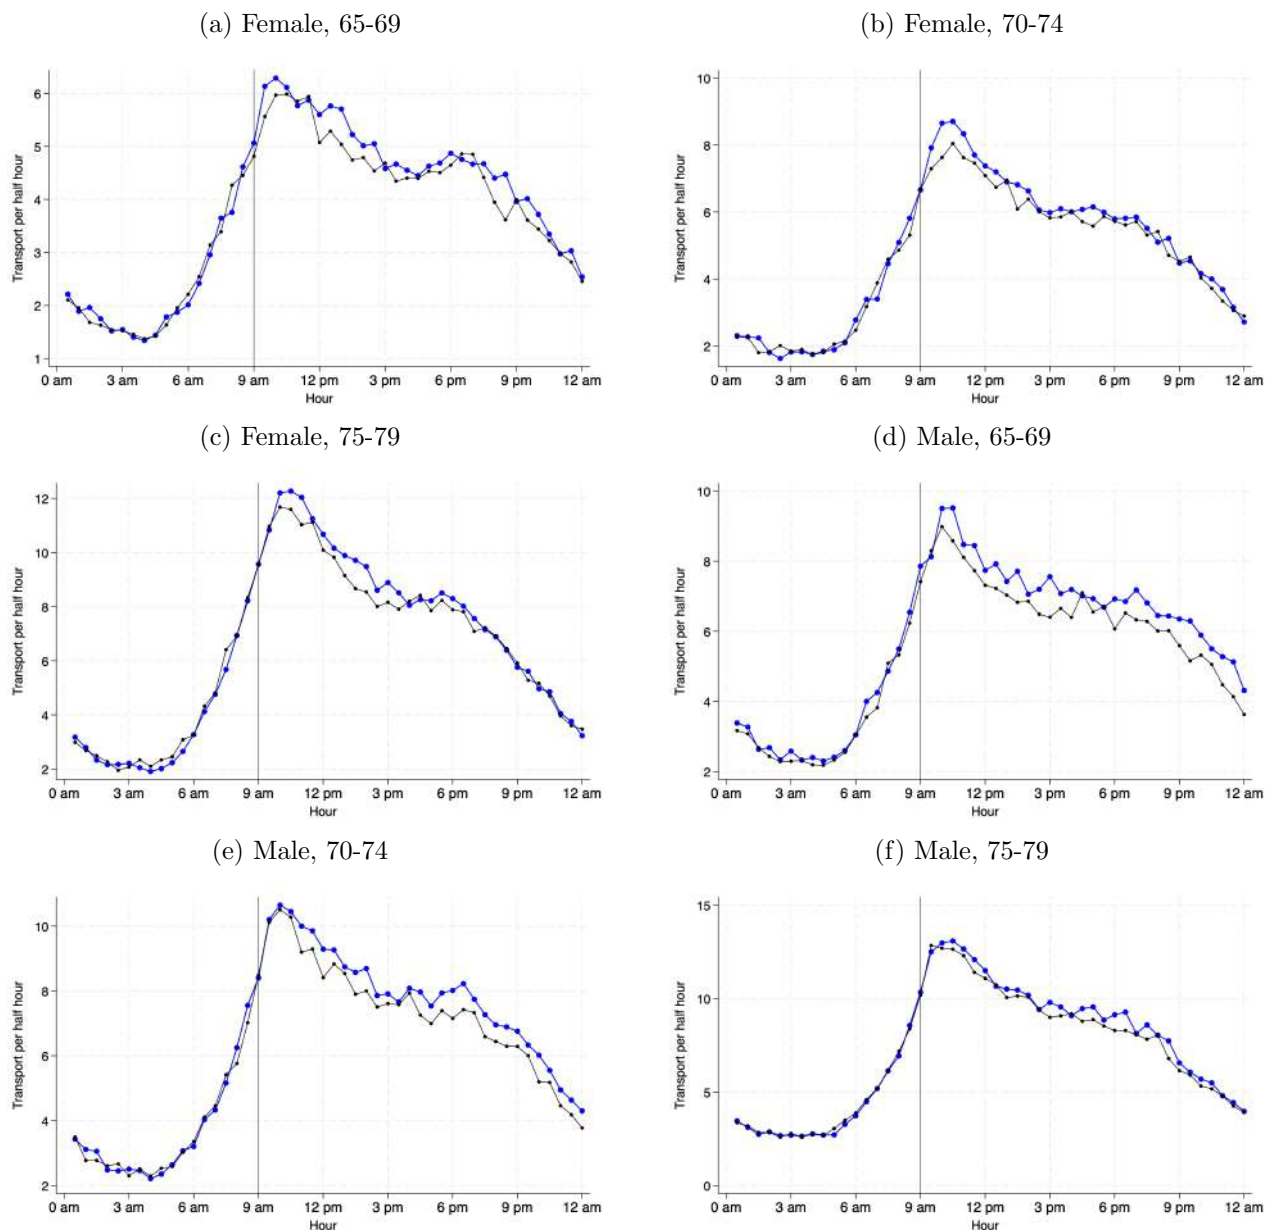 (a) Female, 65-69
(b) Female, 70-74
Transport per half hour
6
5
4
3
2
1
0 am 3 am 6 am 9 am 12 pm 3 pm 6 pm 9 pm 12 am
Hour
Transport per half hour
10
8
6
4
2
0 am 3 am 6 am 9 am 12 pm 3 pm 6 pm 9 pm 12 am
Hour
(c) Female, 75-79
(d) Male, 65-69
Transport per half hour
12
10
8
6
4
2
0 am 3 am 6 am 9 am 12 pm 3 pm 6 pm 9 pm 12 am
Hour
Transport per half hour
10
8
6
4
2
0 am 3 am 6 am 9 am 12 pm 3 pm 6 pm 9 pm 12 am
Hour
(e) Male, 70-74
(f) Male, 75-79
Transport per half hour
10
8
6
4
2
0 am 3 am 6 am 9 am 12 pm 3 pm 6 pm 9 pm 12 am
Hour
Transport per half hour
15
10
5
0
0 am 3 am 6 am 9 am 12 pm 3 pm 6 pm 9 pm 12 am
Hour